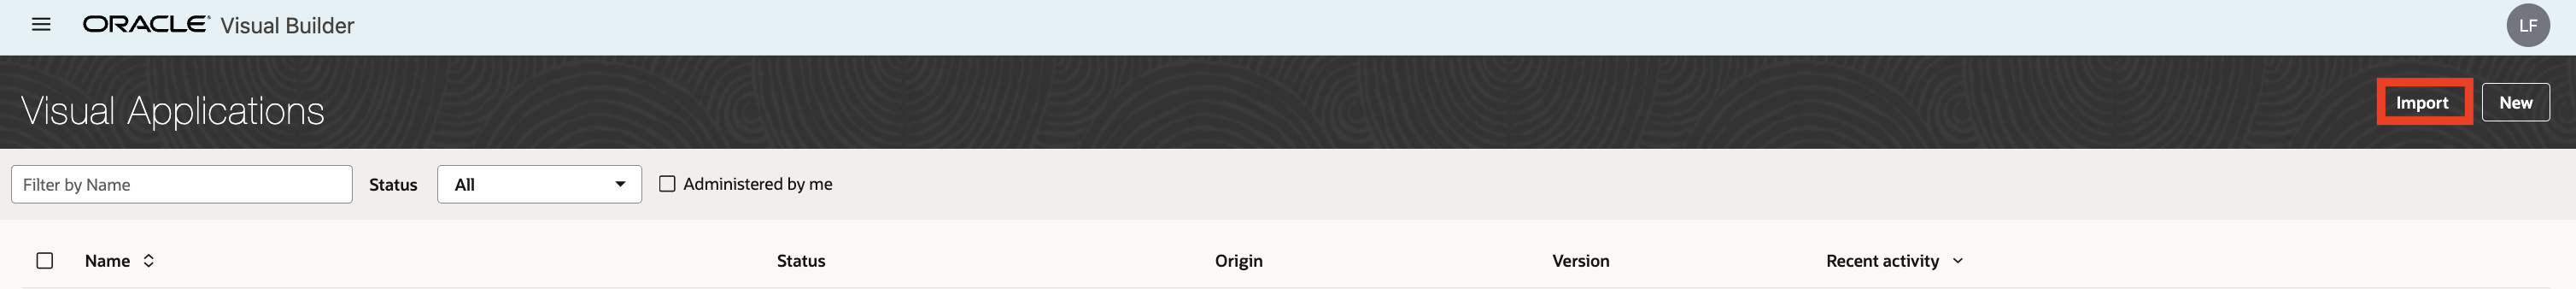 ORACLE Visual Builder
LF
Visual Applications
Import
New
Filter by Name
Status
All
Administered by me
Name
Status
Origin
Version
Recent activity